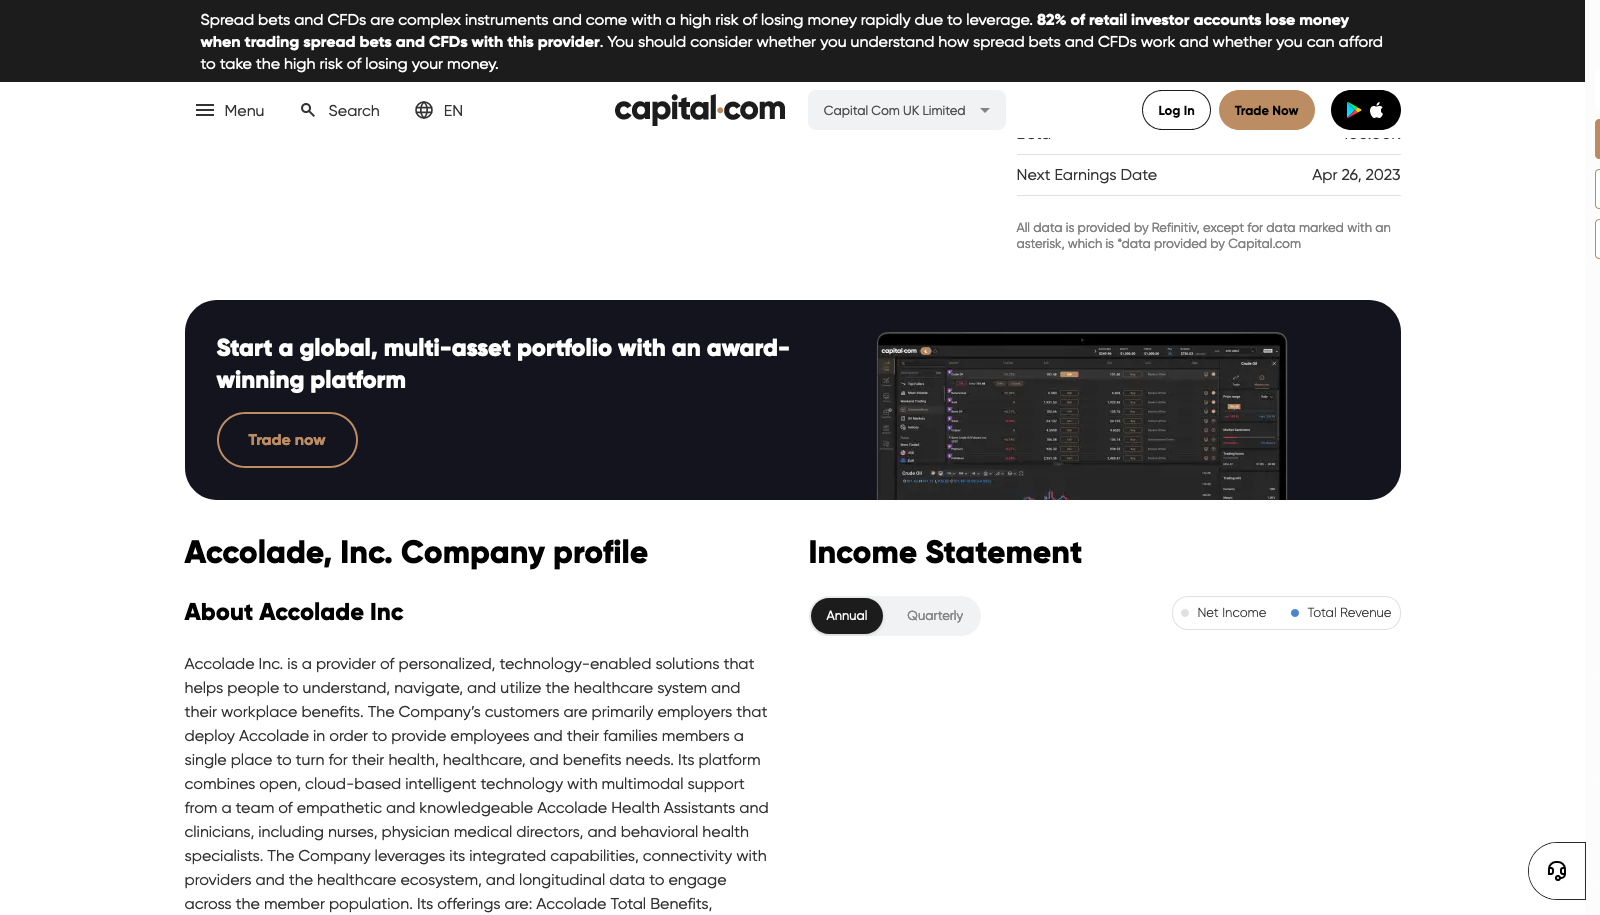 Spread bets and CFDs are complex instruments and come with a high risk of losing money rapidly due to leverage. 82% of retail investor accounts lose money
when trading spread bets and CFDs with this provider. You should consider whether you understand how spread bets and CFDs work and whether you can afford
to take the high risk of losing your money.
Menu Search EN capital.com Capital Com UK Limited Log In Trade Now
Next Earnings Date Apr 26, 2023
All data is provided by Refinitiv, except for data marked with an
asterisk, which is *data provided by Capital.com
Start a global, multi-asset portfolio with an award-
winning platform
Trade now
capital.com
Crude Oil
Accolade, Inc. Company profile
Income Statement
About Accolade Inc
Annual Quarterly Net Income Total Revenue
Accolade Inc. is a provider of personalized, technology-enabled solutions that
helps people to understand, navigate, and utilize the healthcare system and
their workplace benefits. The Company's customers are primarily employers that
deploy Accolade in order to provide employees and their families members a
single place to turn for their health, healthcare, and benefits needs. Its platform
combines open, cloud-based intelligent technology with multimodal support
from a team of empathetic and knowledgeable Accolade Health Assistants and
clinicians, including nurses, physician medical directors, and behavioral health
specialists. The Company leverages its integrated capabilities, connectivity with
providers and the healthcare ecosystem, and longitudinal data to engage
across the member population. Its offerings are: Accolade Total Benefits,